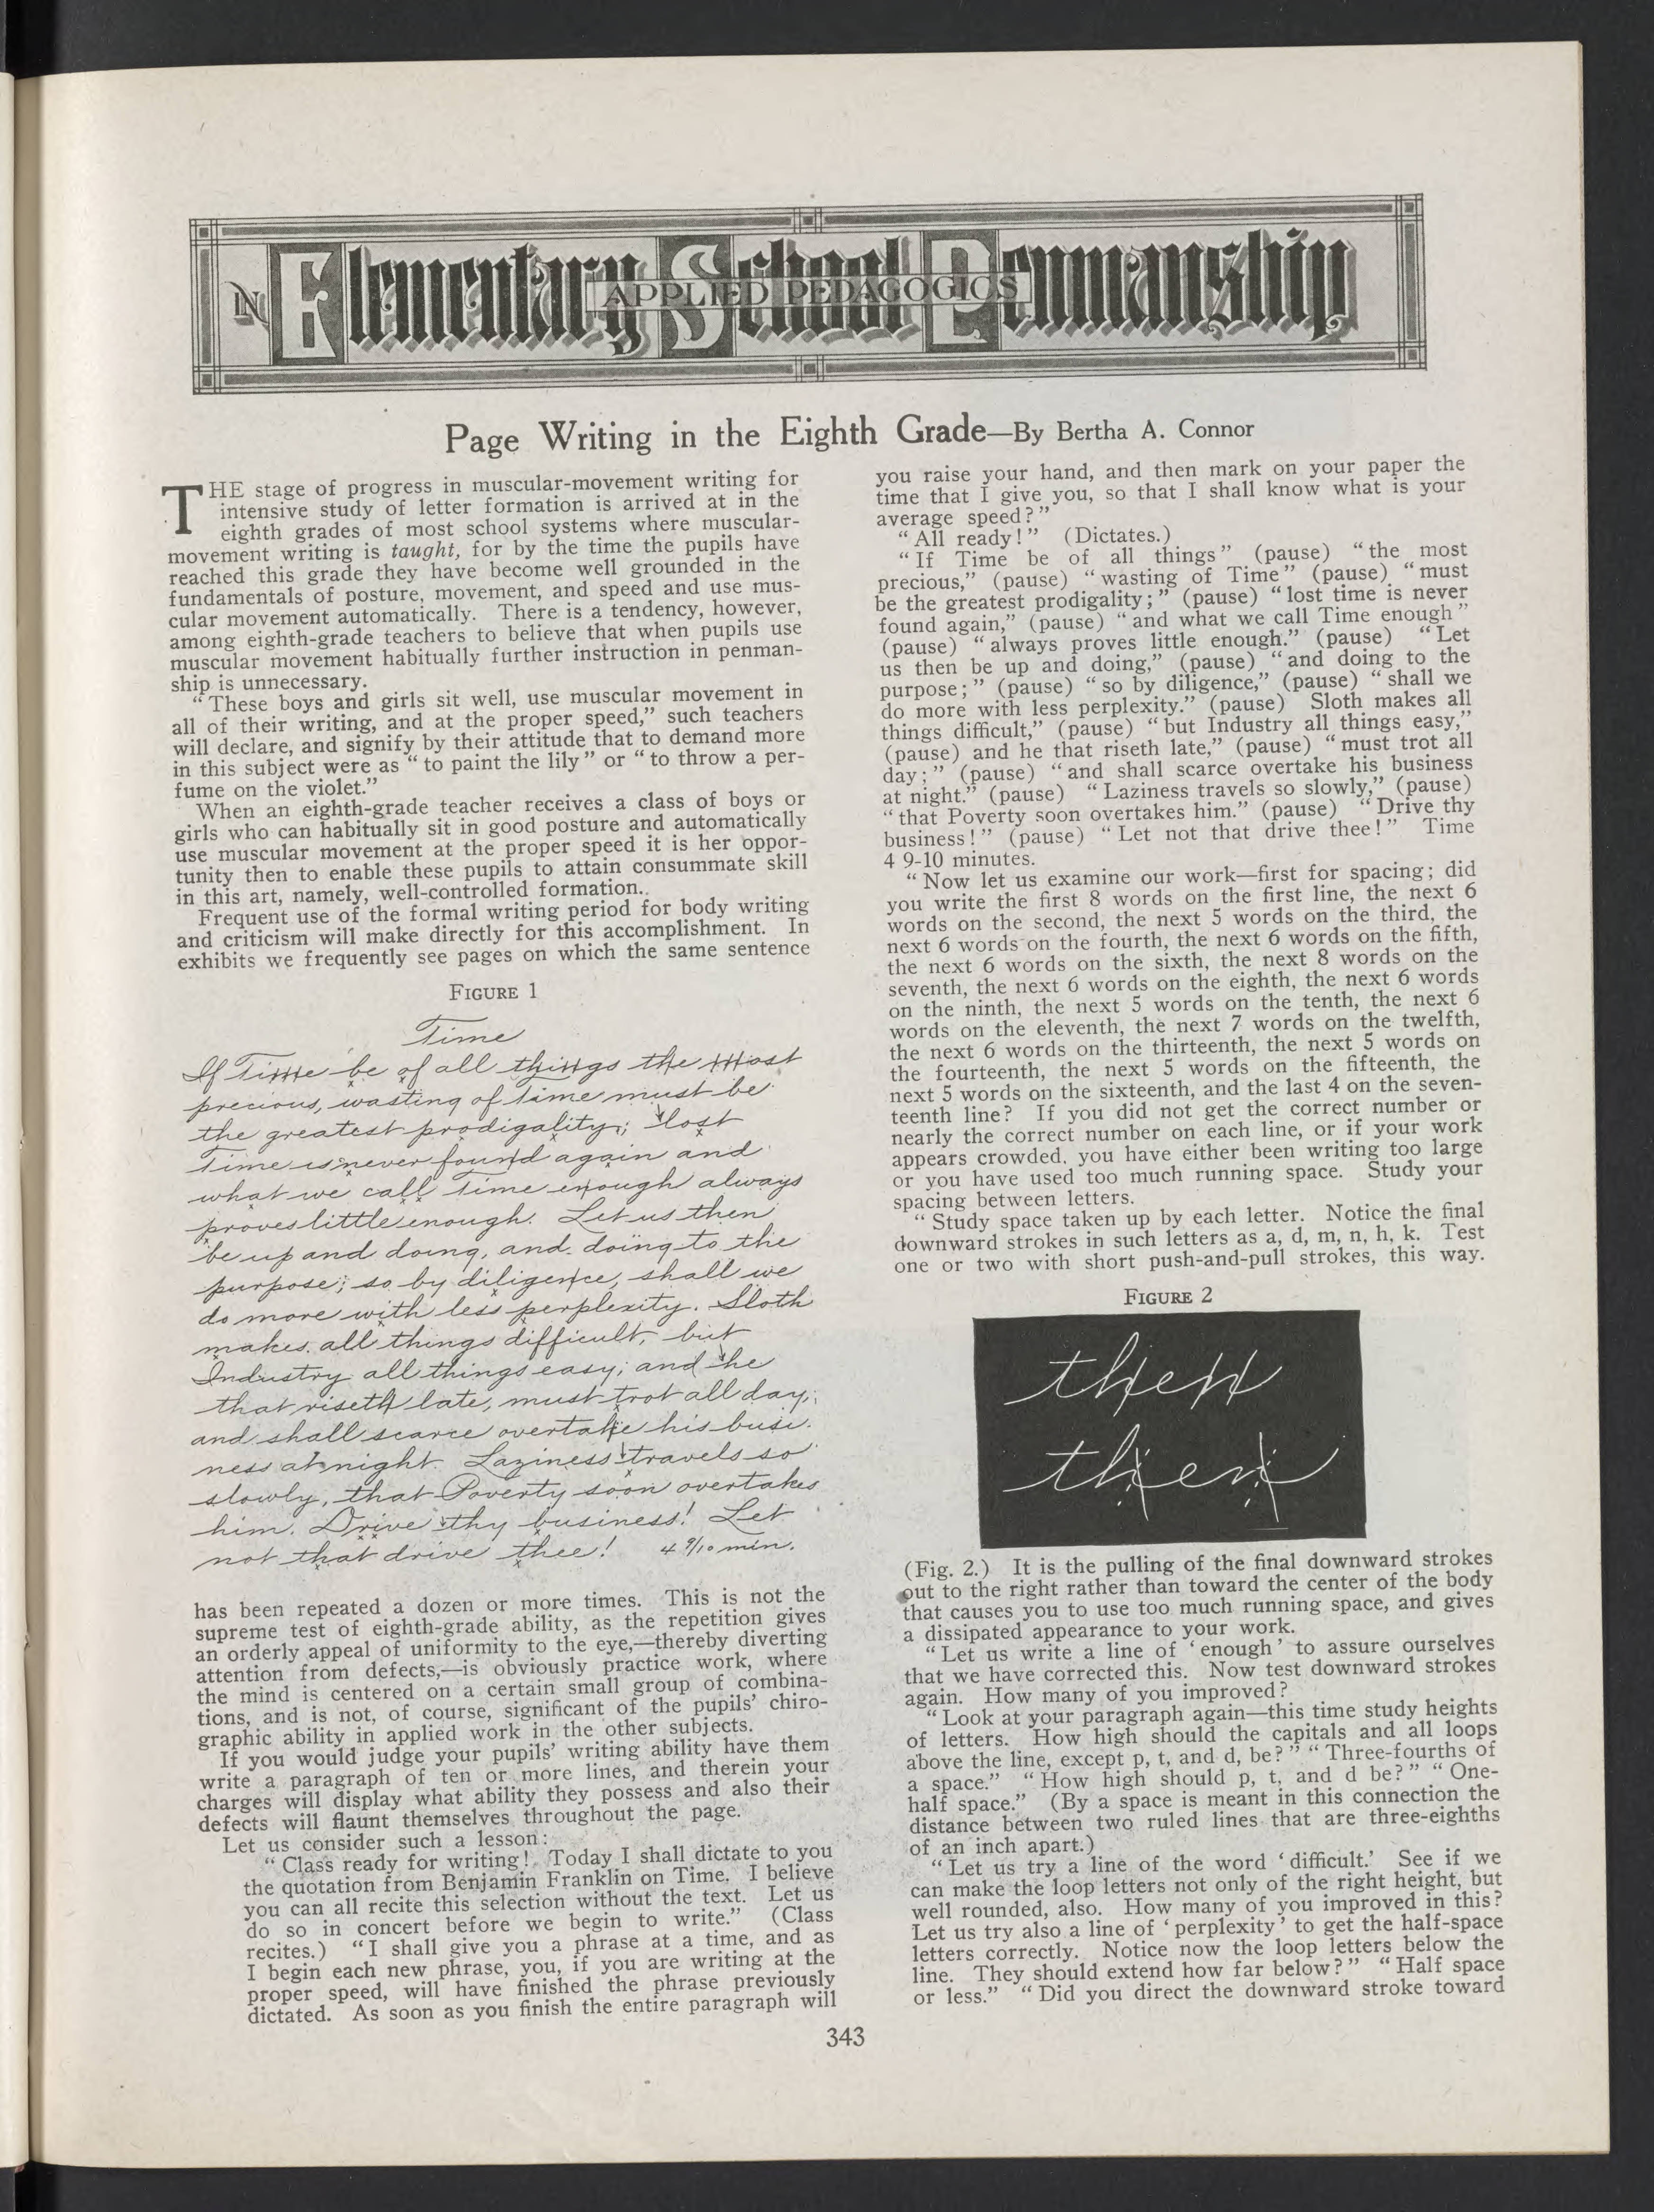 IN Elementary School Penmanship
APPLIED PEDAGOGICS
Page Writing in the Eighth Grade—By Bertha A. Connor
THE stage of progress in muscular-movement writing for
intensive study of letter formation is arrived at in the
eighth grades of most school systems where muscular-
movement writing is taught, for by the time the pupils have
reached this grade they have become well grounded in the
fundamentals of posture, movement, and speed and use mus-
cular movement automatically. There is a tendency, however,
among eighth-grade teachers to believe that when pupils use
muscular movement habitually further instruction in penman-
ship is unnecessary.
“These boys and girls sit well, use muscular movement in
all of their writing, and at the proper speed,” such teachers
will declare, and signify by their attitude that to demand more
in this subject were as “to paint the lily” or “to throw a per-
fume on the violet.”
When an eighth-grade teacher receives a class of boys or
girls who can habitually sit in good posture and automatically
use muscular movement at the proper speed it is her oppor-
tunity then to enable these pupils to attain consummate skill
in this art, namely, well-controlled formation.
Frequent use of the formal writing period for body writing
and criticism will make directly for this accomplishment. In
exhibits we frequently see pages on which the same sentence
FIGURE 1
Time
If Time be of all things the most
precious, wasting of time must be
the greatest prodigality; lost
Time is never found again and
what we call Time enough always
proves little enough. Let us then
be up and doing, and doing to the
purpose; so by diligence, shall we
do more with less perplexity. Sloth
makes all things difficult, but
Industry all things easy; and he
that riseth late, must trot all day;
and shall scarce overtake his busi-
ness at night. Laziness travels so
slowly, that Poverty soon overtakes
him. Drive thy business! Let
not that drive thee! 4 9/10 min.
has been repeated a dozen or more times. This is not the
supreme test of eighth-grade ability, as the repetition gives
an orderly appeal of uniformity to the eye,—thereby diverting
attention from defects,—is obviously practice work, where
the mind is centered on a certain small group of combina-
tions, and is not, of course, significant of the pupils’ chiro-
graphic ability in applied work in the other subjects.
If you would judge your pupils’ writing ability have them
write a paragraph of ten or more lines, and therein your
charges will display what ability they possess and also their
defects will flaunt themselves throughout the page.
Let us consider such a lesson:
“Class ready for writing! Today I shall dictate to you
the quotation from Benjamin Franklin on Time. I believe
you can all recite this selection without the text. Let us
do so in concert before we begin to write.” (Class
recites.) “I shall give you a phrase at a time, and as
I begin each new phrase, you, if you are writing at the
proper speed, will have finished the phrase previously
dictated. As soon as you finish the entire paragraph will
you raise your hand, and then mark on your paper the
time that I give you, so that I shall know what is your
average speed?”
“All ready!” (Dictates.)
“If Time be of all things” (pause) “the most
precious,” (pause) “wasting of Time” (pause) “must
be the greatest prodigality;” (pause) “lost time is never
found again,” (pause) “and what we call Time enough”
(pause) “always proves little enough.” (pause) “Let
us then be up and doing,” (pause) “and doing to the
purpose;” (pause) “so by diligence,” (pause) “shall we
do more with less perplexity.” (pause) Sloth makes all
things difficult,” (pause) “but Industry all things easy,”
(pause) and he that riseth late,” (pause) “must trot all
day;” (pause) “and shall scarce overtake his business
at night.” (pause) “Laziness travels so slowly,” (pause)
“that Poverty soon overtakes him.” (pause) “Drive thy
business!” (pause) “Let not that drive thee!” Time
4 9-10 minutes.
“Now let us examine our work—first for spacing; did
you write the first 8 words on the first line, the next 6
words on the second, the next 5 words on the third, the
next 6 words on the fourth, the next 6 words on the fifth,
the next 6 words on the sixth, the next 8 words on the
seventh, the next 6 words on the eighth, the next 6 words
on the ninth, the next 5 words on the tenth, the next 6
words on the eleventh, the next 7 words on the twelfth,
the next 6 words on the thirteenth, the next 5 words on
the fourteenth, the next 5 words on the fifteenth, the
next 5 words on the sixteenth, and the last 4 on the seven-
teenth line? If you did not get the correct number or
nearly the correct number on each line, or if your work
appears crowded, you have either been writing too large
or you have used too much running space. Study your
spacing between letters.
“Study space taken up by each letter. Notice the final
downward strokes in such letters as a, d, m, n, h, k. Test
one or two with short push-and-pull strokes, this way.
FIGURE 2
then
then
(Fig. 2.) It is the pulling of the final downward strokes
out to the right rather than toward the center of the body
that causes you to use too much running space, and gives
a dissipated appearance to your work.
“Let us write a line of ‘enough’ to assure ourselves
that we have corrected this. Now test downward strokes
again. How many of you improved?
“Look at your paragraph again—this time study heights
of letters. How high should the capitals and all loops
above the line, except p, t, and d, be?” “Three-fourths of
a space.” “How high should p, t, and d be?” “One-
half space.” (By a space is meant in this connection the
distance between two ruled lines that are three-eighths
of an inch apart.)
“Let us try a line of the word ‘difficult.’ See if we
can make the loop letters not only of the right height, but
well rounded, also. How many of you improved in this?
Let us try also a line of ‘perplexity’ to get the half-space
letters correctly. Notice now the loop letters below the
line. They should extend how far below?” “Half space
or less.” “Did you direct the downward stroke toward
343